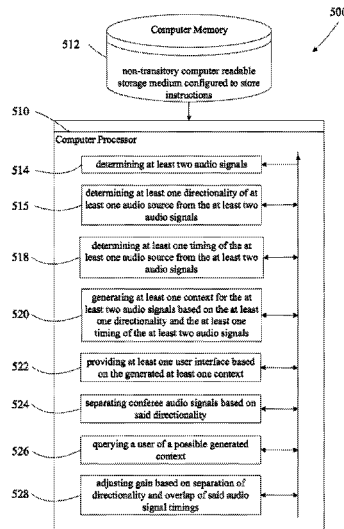 500
Computer Memory
512
non-transitory computer readable
storage medium configured to store
instructions
510
Computer Processor
514
determining at least two audio signals
515
determining at least one directionality of
at least one audio source from the at least two
audio signals
518
determining at least one timing of the at
least one audio source from the at least two
audio signals
520
generating at least one context for the at
least two audio signals based on the at least
one directionality and the at least one
timing of the at least two audio signals
522
providing at least one user interface based
on the generated at least one context
524
separating conferee audio signals based on
said directionality
526
querying a user of a possible generated
context
528
adjusting gain based on separation of
directionality and overlap of said audio
signal timings